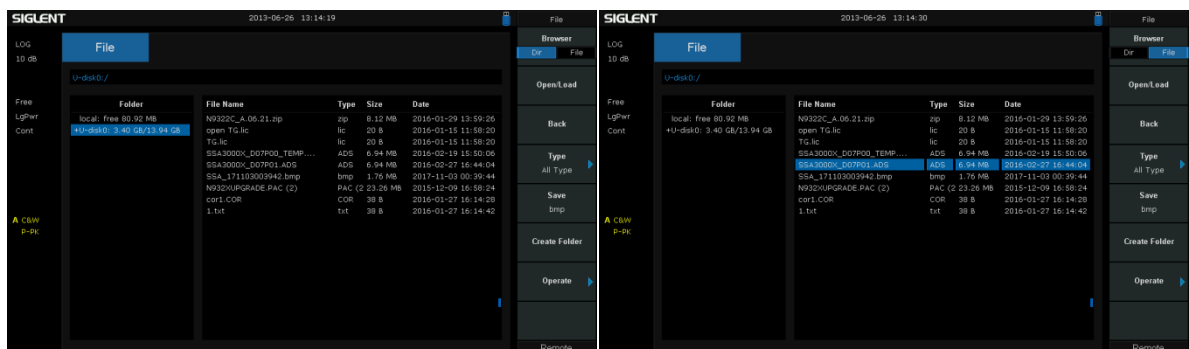 SIGLENT 2013-06-26 13:14:19 File
LOG
10 dB
File
Browser
Dir File
U-disk0:/
Open/Load
Free
LgPwr
Cont
Folder
local: free 80.92 MB
+U-disk0: 3.40 GB/13.94 GB
File Name Type Size Date
N9322C_A.06.21.zip zip 8.12 MB 2016-01-29 13:59:26
open TG.lic lic 20 B 2016-01-15 11:58:20
TG.lic lic 20 B 2016-01-15 11:58:20
SSA3000X_D07P00_TEMP.... ADS 6.94 MB 2016-02-19 15:50:06
SSA3000X_D07P01.ADS ADS 6.94 MB 2016-02-27 16:44:04
SSA_171103003942.bmp bmp 1.76 MB 2017-11-03 00:39:44
N932XUPGRADE.PAC (2) PAC (2 23.26 MB 2015-12-09 16:58:24
cor1.COR COR 38 B 2016-01-27 16:14:28
1.txt txt 38 B 2016-01-27 16:14:42
Back
Type
All Type
Save
bmp
Create Folder
Operate
A C&W
P-PK
Remote
SIGLENT 2013-06-26 13:14:30 File
LOG
10 dB
File
Browser
Dir File
U-disk0:/
Open/Load
Free
LgPwr
Cont
Folder
local: free 80.92 MB
+U-disk0: 3.40 GB/13.94 GB
File Name Type Size Date
N9322C_A.06.21.zip zip 8.12 MB 2016-01-29 13:59:26
open TG.lic lic 20 B 2016-01-15 11:58:20
TG.lic lic 20 B 2016-01-15 11:58:20
SSA3000X_D07P00_TEMP.... ADS 6.94 MB 2016-02-19 15:50:06
SSA3000X_D07P01.ADS ADS 6.94 MB 2016-02-27 16:44:04
SSA_171103003942.bmp bmp 1.76 MB 2017-11-03 00:39:44
N932XUPGRADE.PAC (2) PAC (2 23.26 MB 2015-12-09 16:58:24
cor1.COR COR 38 B 2016-01-27 16:14:28
1.txt txt 38 B 2016-01-27 16:14:42
Back
Type
All Type
Save
bmp
Create Folder
Operate
A C&W
P-PK
Remote